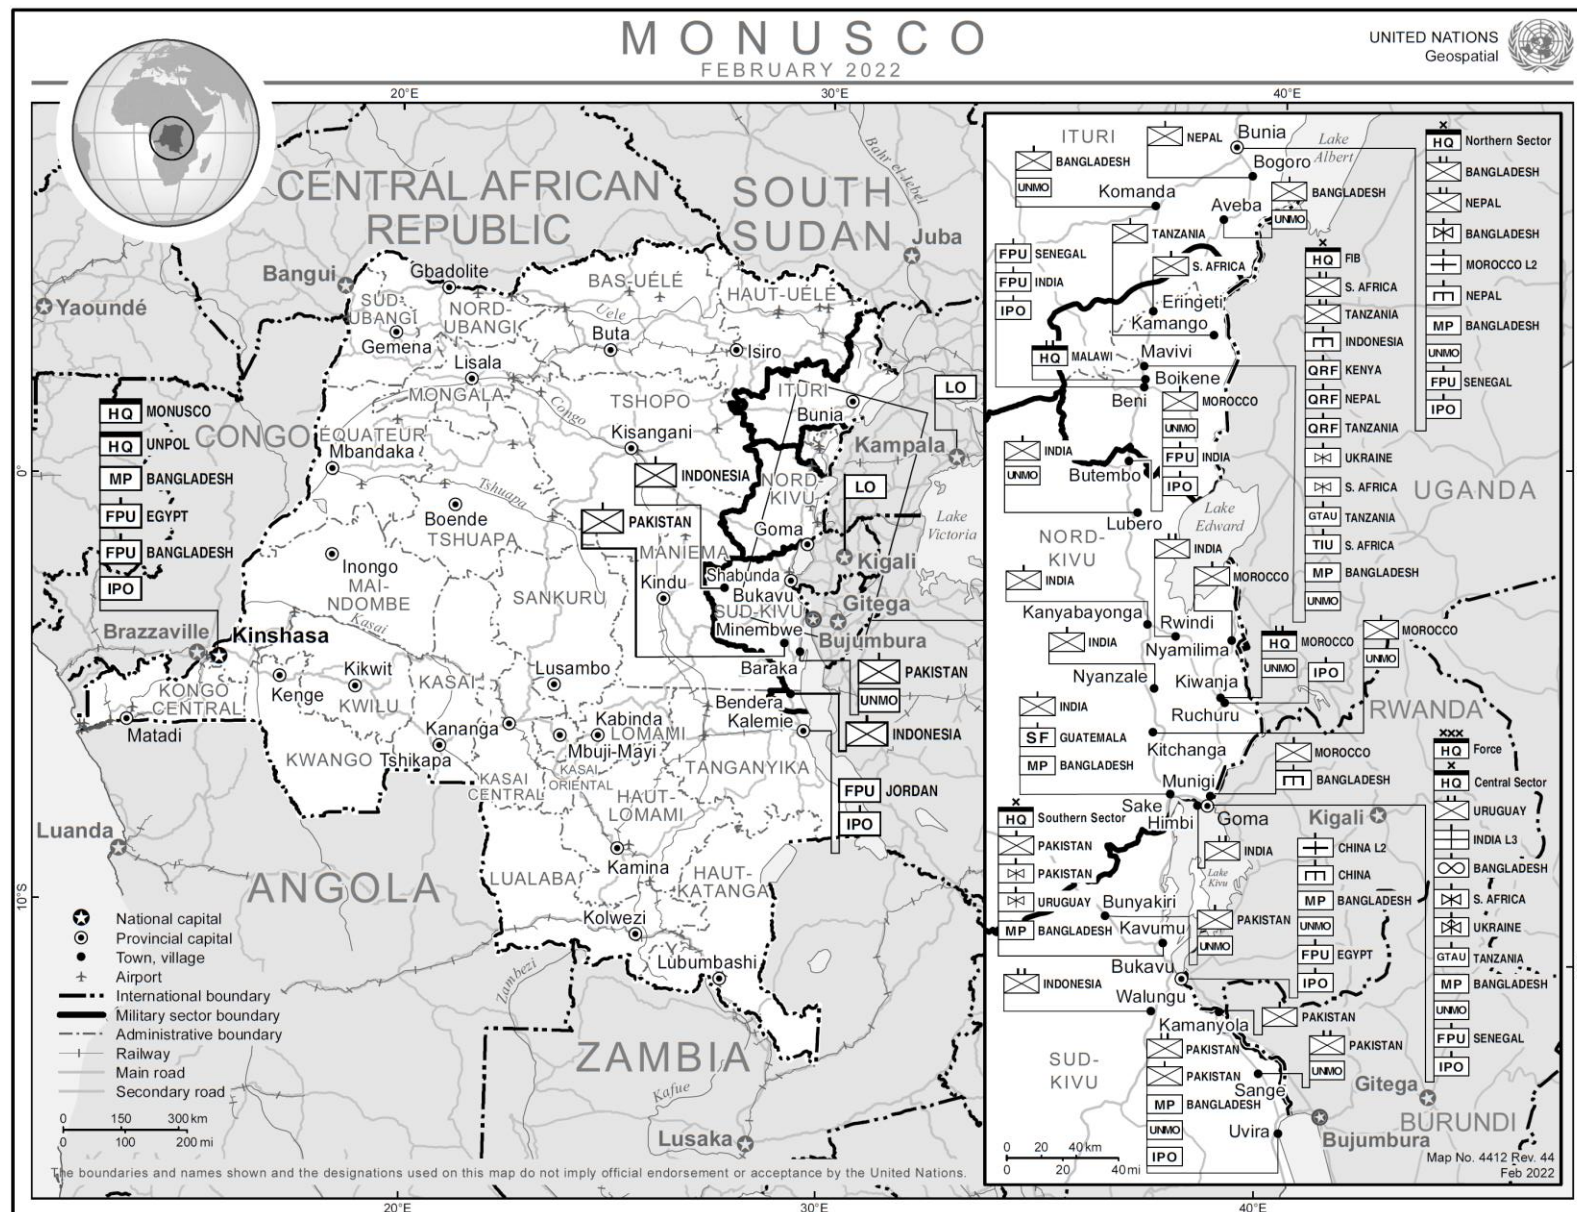 MONUSCO
FEBRUARY 2022
UNITED NATIONS
Geospatial
20°E
30°E
40°E
CENTRAL AFRICAN
REPUBLIC
SOUTH
SUDAN
Bahr el Jebel
Juba
Bangui
Yaoundé
Gbadolite
BAS-UÉLÉ
HAUT-UÉLÉ
SUD-
UBANGI
NORD-
UBANGI
Uele
Gemena
Buta
Isiro
Lisala
MONGALA
Congo
TSHOPO
ITURI
Bunia
LO
Kampala
HQ MONUSCO
HQ UNPOL
MP BANGLADESH
FPU EGYPT
FPU BANGLADESH
IPO
CONGO
ÉQUATEUR
Mbandaka
Kisangani
0°
INDONESIA
PAKISTAN
NORD-
KIVU
LO
Lake
Victoria
Tshuapa
Boende
TSHUAPA
Goma
Kigali
MANIEMA
Inongo
MAI-
NDOMBE
Kasai
SANKURU
Kindu
Shabunda
Bukavu
SUD-KIVU
Gitega
Minembwe
Bujumbura
Brazzaville
Kinshasa
Baraka
PAKISTAN
UNMO
KONGO
CENTRAL
Kenge
Kikwit
KWILU
KASAI
Lusambo
Bendera
Kalemie
INDONESIA
Matadi
Kananga
Kabinda
LOMAMI
Mbuji-Mayi
KWANGO
Tshikapa
KASAI
CENTRAL
KASAI
ORIENTAL
TANGANYIKA
HAUT-
LOMAMI
FPU JORDAN
IPO
Luanda
Kamina
ANGOLA
LUALABA
HAUT-
KATANGA
10°S
Kolwezi
Lubumbashi
Zambezi
ZAMBIA
Kafue
Lusaka
National capital
Provincial capital
Town, village
Airport
International boundary
Military sector boundary
Administrative boundary
Railway
Main road
Secondary road
0 150 300 km
0 100 200 mi
The boundaries and names shown and the designations used on this map do not imply official endorsement or acceptance by the United Nations.
20°E
30°E
40°E
ITURI
NEPAL
Bunia
Lake
Albert
BANGLADESH
UNMO
Bogoro
Komanda
BANGLADESH
UNMO
Aveba
TANZANIA
FPU SENEGAL
FPU INDIA
IPO
S. AFRICA
Eringeti
Kamango
HQ MALAWI
Mavivi
Boikene
Beni
MOROCCO
UNMO
FPU INDIA
IPO
INDIA
UNMO
Butembo
Lubero
Lake
Edward
HQ Northern Sector
BANGLADESH
NEPAL
BANGLADESH
MOROCCO L2
NEPAL
MP BANGLADESH
UNMO
FPU SENEGAL
IPO
HQ FIB
S. AFRICA
TANZANIA
INDONESIA
QRF KENYA
QRF NEPAL
QRF TANZANIA
UKRAINE
S. AFRICA
GTAU TANZANIA
TIU S. AFRICA
MP BANGLADESH
UNMO
UGANDA
NORD-
KIVU
INDIA
INDIA
MOROCCO
Kanyabayonga
Rwindi
Nyamilima
INDIA
HQ MOROCCO
UNMO
IPO
MOROCCO
UNMO
Nyanzale
Kiwanja
Ruchuru
RWANDA
INDIA
SF GUATEMALA
MP BANGLADESH
Kitchanga
MOROCCO
BANGLADESH
Munigi
Sake
Himbi
Goma
Kigali
HQ Southern Sector
PAKISTAN
PAKISTAN
URUGUAY
MP BANGLADESH
INDIA
Lake
Kivu
CHINA L2
CHINA
MP BANGLADESH
UNMO
FPU EGYPT
IPO
HQ Force
HQ Central Sector
URUGUAY
INDIA L3
BANGLADESH
S. AFRICA
UKRAINE
GTAU TANZANIA
MP BANGLADESH
UNMO
FPU SENEGAL
IPO
Bunyakiri
PAKISTAN
UNMO
Kavumu
Bukavu
INDONESIA
Walungu
Kamanyola
PAKISTAN
SUD-
KIVU
PAKISTAN
PAKISTAN
MP BANGLADESH
UNMO
IPO
PAKISTAN
UNMO
Sange
Gitega
BURUNDI
Uvira
Bujumbura
0 20 40 km
0 20 40 mi
Map No. 4412 Rev. 44
Feb 2022